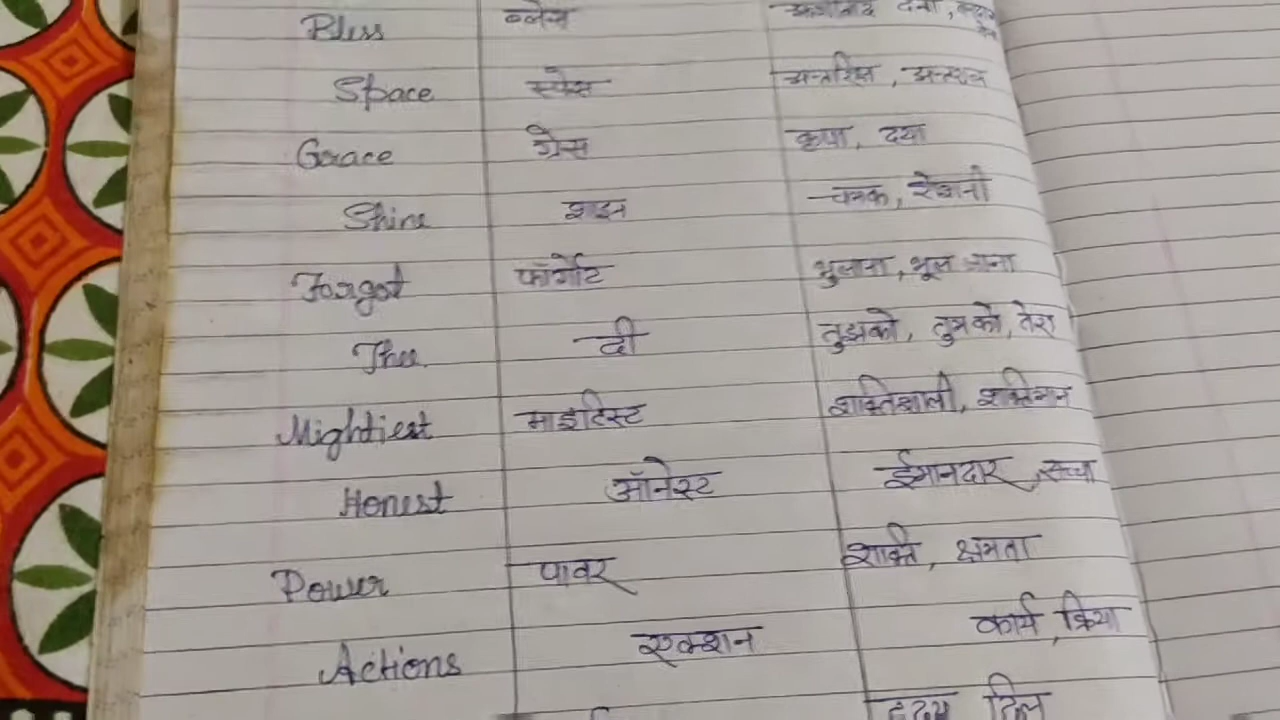 Bless ब्लेस देना,
Space स्पेस अन्तरिक्ष,
Grace ग्रेस कृपा, दया
Shine शाइन चमक, रोशनी
Forgot फॉर्गेट भुलाना, भूल जाना
Thee दी तुझको, तुमको, तेरा
Mightiest माइटिस्ट शक्तिशाली, शक्तिमान
Honest ऑनेस्ट ईमानदार, सच्चा
Power पावर शक्ति, क्षमता
Actions एक्शन कार्य, क्रिया
हृदय दिल